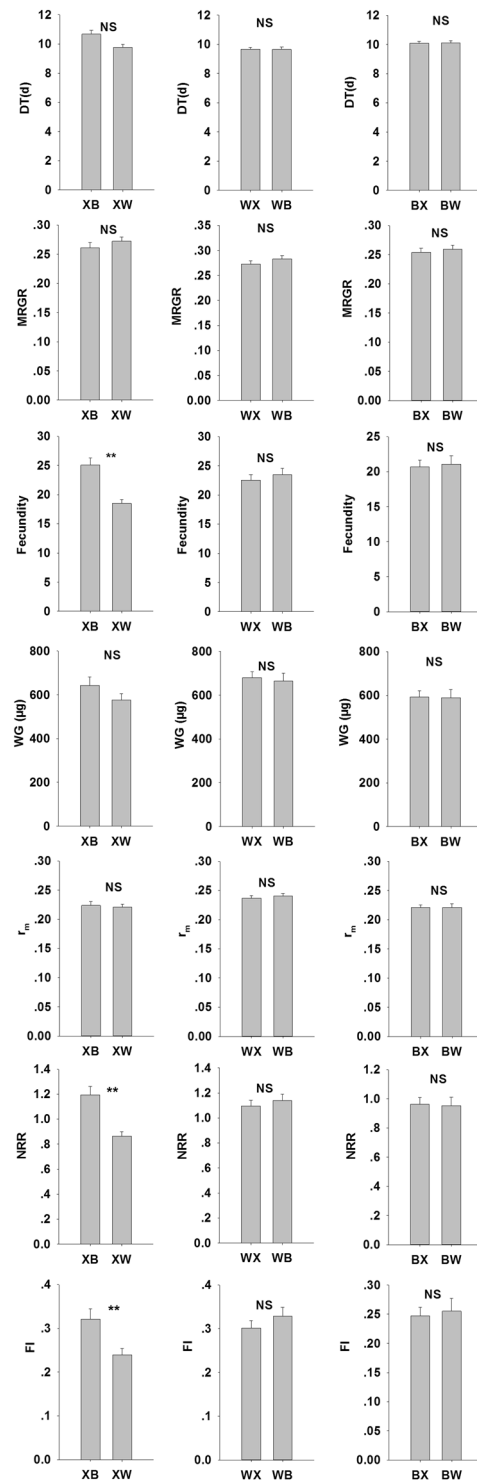 12
10
8
6
4
2
0
DT(d)
NS
XB XW
12
10
8
6
4
2
0
DT(d)
NS
WX WB
12
10
8
6
4
2
0
DT(d)
NS
BX BW
.30
.25
.20
.15
.10
.05
0.00
MRGR
NS
XB XW
.35
.30
.25
.20
.15
.10
.05
0.00
MRGR
NS
WX WB
.30
.25
.20
.15
.10
.05
0.00
MRGR
NS
BX BW
30
25
20
15
10
5
0
Fecundity
**
XB XW
30
25
20
15
10
5
0
Fecundity
NS
WX WB
25
20
15
10
5
0
Fecundity
NS
BX BW
800
600
400
200
0
WG (µg)
NS
XB XW
800
600
400
200
0
WG (µg)
NS
WX WB
800
600
400
200
0
WG (µg)
NS
BX BW
.30
.25
.20
.15
.10
.05
0.00
rm
NS
XB XW
.30
.25
.20
.15
.10
.05
0.00
rm
NS
WX WB
.30
.25
.20
.15
.10
.05
0.00
rm
NS
BX BW
1.4
1.2
1.0
.8
.6
.4
.2
0.0
NRR
**
XB XW
1.4
1.2
1.0
.8
.6
.4
.2
0.0
NRR
NS
WX WB
1.2
1.0
.8
.6
.4
.2
0.0
NRR
NS
BX BW
.4
.3
.2
.1
0.0
FI
**
XB XW
.4
.3
.2
.1
0.0
FI
NS
WX WB
.30
.25
.20
.15
.10
.05
0.00
FI
NS
BX BW